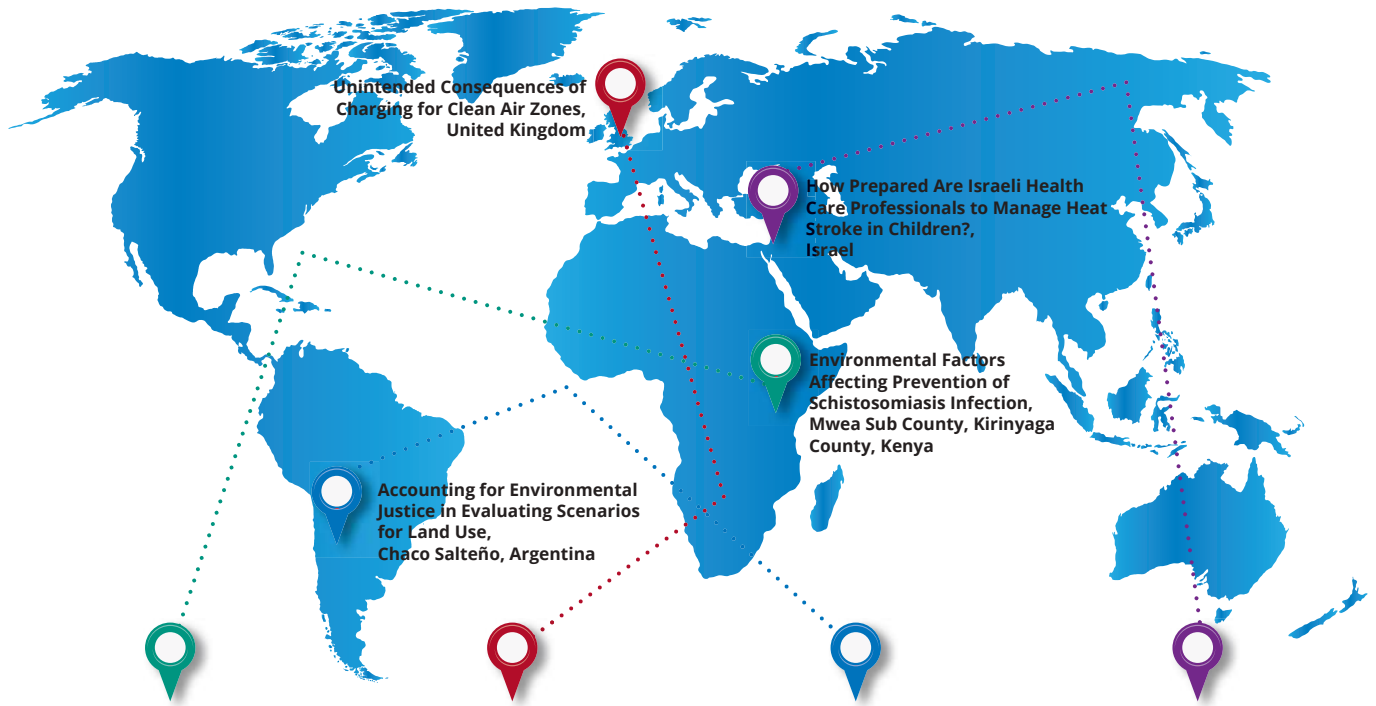 Unintended Consequences of
Charging for Clean Air Zones,
United Kingdom
How Prepared Are Israeli Health
Care Professionals to Manage Heat
Stroke in Children?,
Israel
Environmental Factors
Affecting Prevention of
Schistosomiasis Infection,
Mwea Sub County, Kirinyaga
County, Kenya
Accounting for Environmental
Justice in Evaluating Scenarios
for Land Use,
Chaco Salteño, Argentina